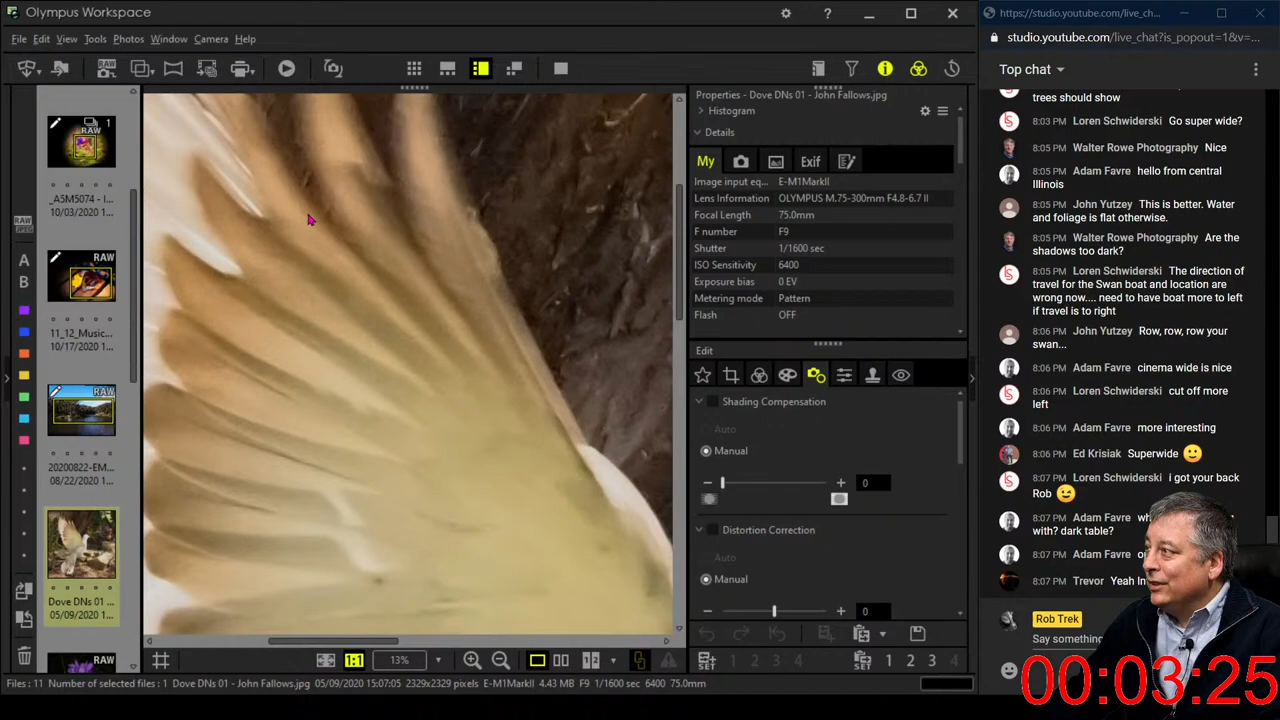 Olympus Workspace
File Edit View Tools Photos Window Camera Help
RAW
1
_A5M5074 - I...
10/03/2020 1...
RAW
11_12_Music...
10/17/2020 1...
RAW
20200822-EM...
08/22/2020 1...
Dove DNs 01 ...
05/09/2020 1...
RAW
RAW
JPEG
A
B
Properties - Dove DNs 01 - John Fallows.jpg
Histogram
Details
My Exif
Image input eq... E-M1MarkII
Lens Information OLYMPUS M.75-300mm F4.8-6.7 II
Focal Length 75.0mm
F number F9
Shutter 1/1600 sec
ISO Sensitivity 6400
Exposure bias 0 EV
Metering mode Pattern
Flash OFF
Edit
Shading Compensation
Auto
Manual
0
Distortion Correction
Auto
Manual
0
SET 1 2 3 4 SET 1 2 3 4
1:1 13%
Files : 11 Number of selected files : 1 Dove DNs 01 - John Fallows.jpg 05/09/2020 15:07:05 2329x2329 pixels E-M1MarkII 4.43 MB F9 1/1600 sec 6400 75.0mm
https://studio.youtube.com/live_ch...
studio.youtube.com/live_chat?is_popout=1&v=...
Top chat
trees should show
8:03 PM Loren Schwiderski Go super wide?
8:05 PM Walter Rowe Photography Nice
8:05 PM Adam Favre hello from central
Illinois
8:05 PM John Yutzey This is better. Water
and foliage is flat otherwise.
8:05 PM Walter Rowe Photography Are the
shadows too dark?
8:05 PM Loren Schwiderski The direction of
travel for the Swan boat and location are
wrong now.... need to have boat more to left
if travel is to right
8:06 PM John Yutzey Row, row, row your
swan...
8:06 PM Adam Favre cinema wide is nice
8:06 PM Loren Schwiderski cut off more
left
8:06 PM Adam Favre more interesting
8:06 PM Ed Krisiak Superwide
8:07 PM Loren Schwiderski i got your back
Rob
8:07 PM Adam Favre
with? dark table?
8:07 PM Adam Favre
8:07 PM Trevor Yeah
Rob Trek
Say something
00:03:25